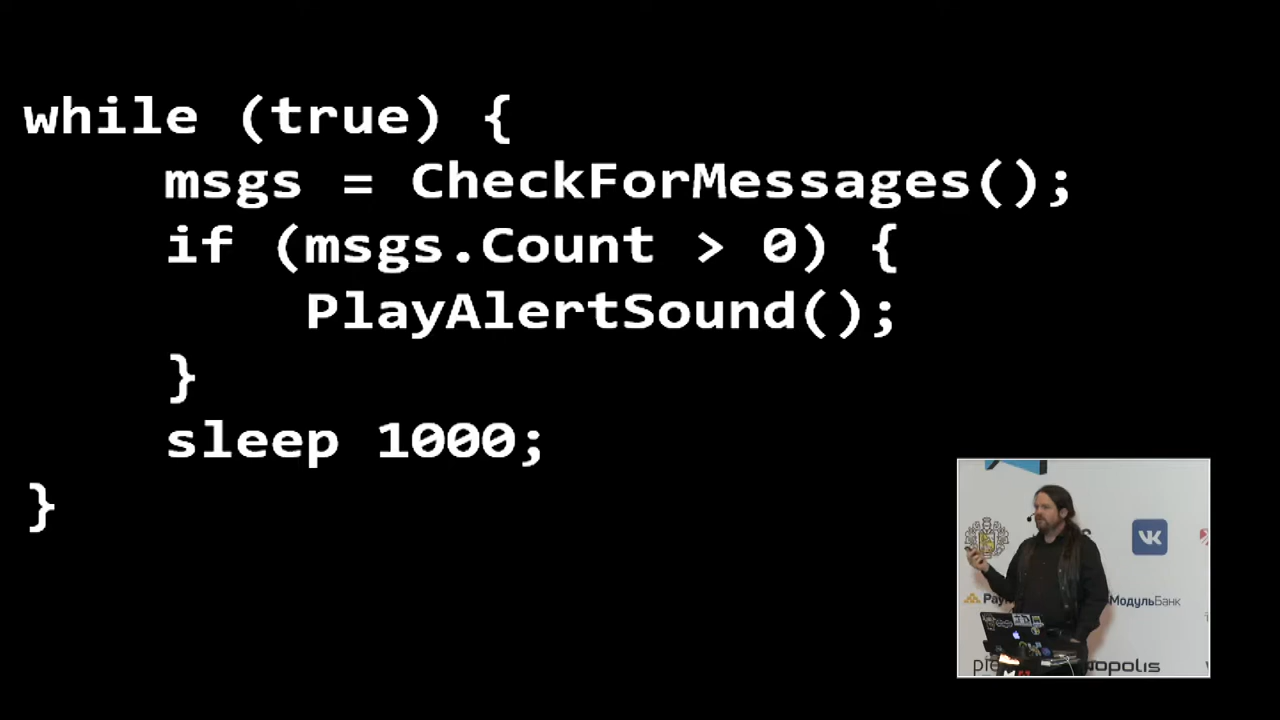 while (true) {
msgs = CheckForMessages();
if (msgs.Count > 0) {
PlayAlertSound();
}
sleep 1000;
}
VK
МодульБанк